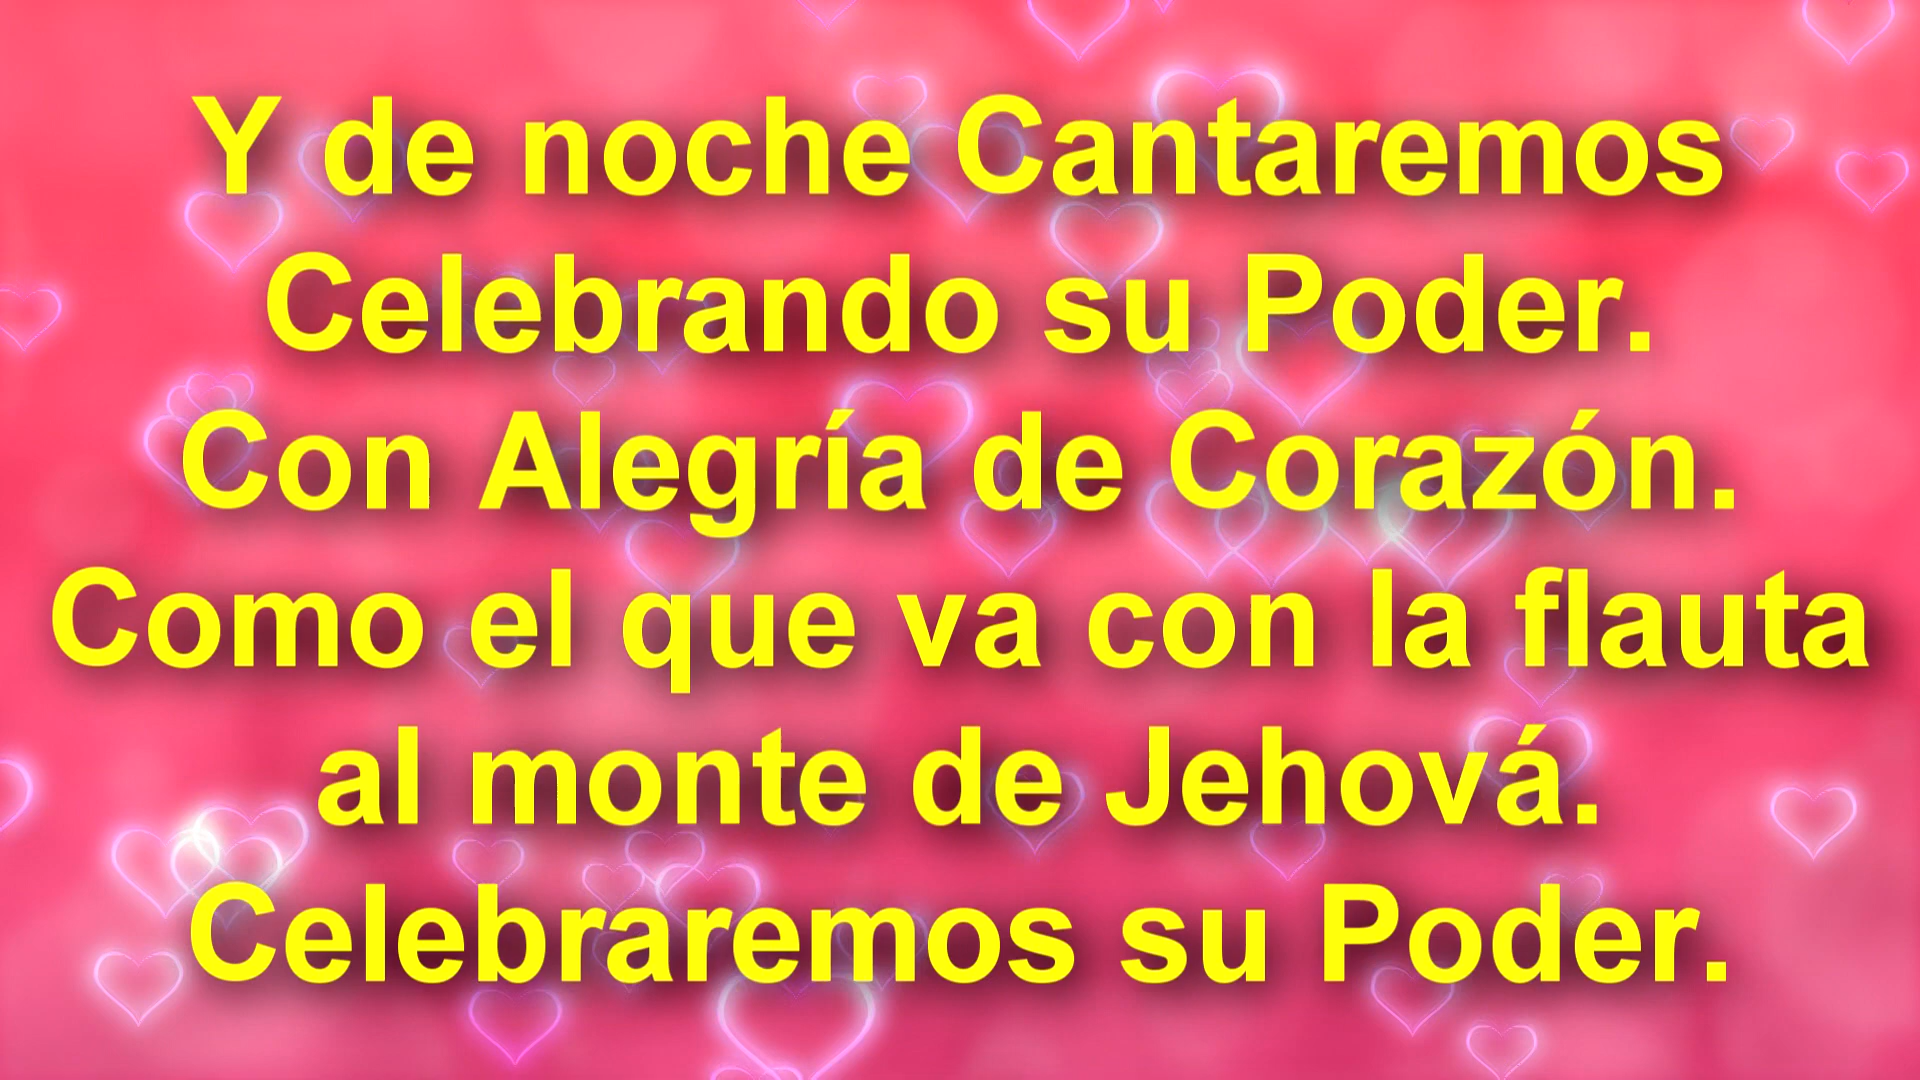 Y de noche Cantaremos
Celebrando su Poder.
Con Alegría de Corazón.
Como el que va con la flauta
al monte de Jehová.
Celebraremos su Poder.